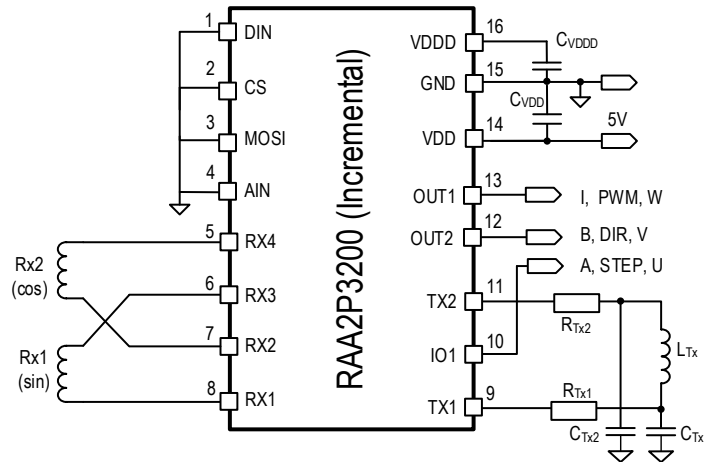 1
DIN
2
CS
3
MOSI
4
AIN
5
RX4
6
RX3
7
RX2
8
RX1
Rx2
(cos)
Rx1
(sin)
RAA2P3200 (Incremental)
16
VDDD
CVDDD
15
GND
CVDD
14
VDD
5V
13
OUT1
I, PWM, W
12
OUT2
B, DIR, V
A, STEP, U
11
TX2
RTx2
10
IO1
LTx
9
TX1
RTx1
CTx2
CTx